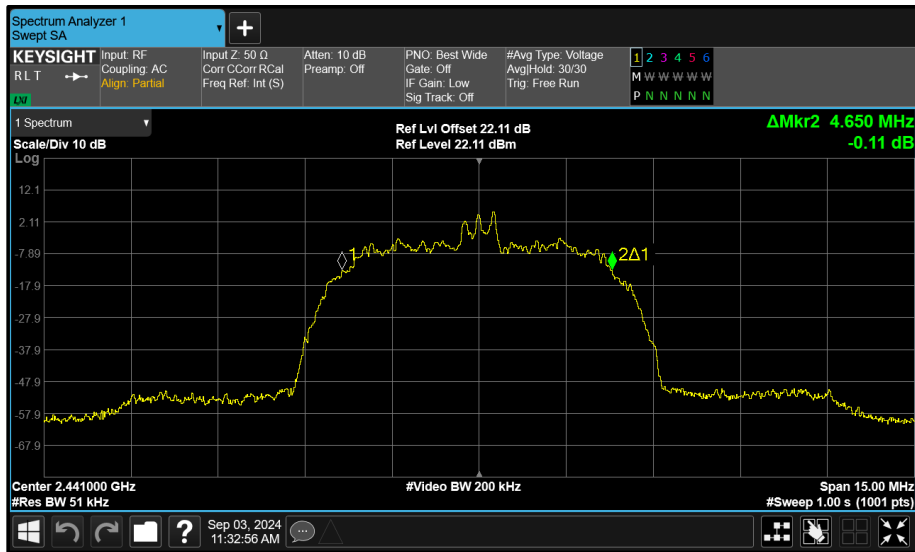 Spectrum Analyzer 1
Swept SA
+
KEYSIGHT
RLT
LXI
Input: RF
Coupling: AC
Align: Partial
Input Z: 50 Ω
Corr CCorr RCal
Freq Ref: Int (S)
Atten: 10 dB
Preamp: Off
PNO: Best Wide
Gate: Off
IF Gain: Low
Sig Track: Off
#Avg Type: Voltage
Avg|Hold: 30/30
Trig: Free Run
1 2 3 4 5 6
M W W W W W
P N N N N N
1 Spectrum
Scale/Div 10 dB
Log
Ref Lvl Offset 22.11 dB
Ref Level 22.11 dBm
ΔMkr2 4.650 MHz
-0.11 dB
12.1
2.11
-7.89
-17.9
-27.9
-37.9
-47.9
-57.9
-67.9
1
2Δ1
Center 2.441000 GHz
#Res BW 51 kHz
#Video BW 200 kHz
Span 15.00 MHz
#Sweep 1.00 s (1001 pts)
?
Sep 03, 2024
11:32:56 AM